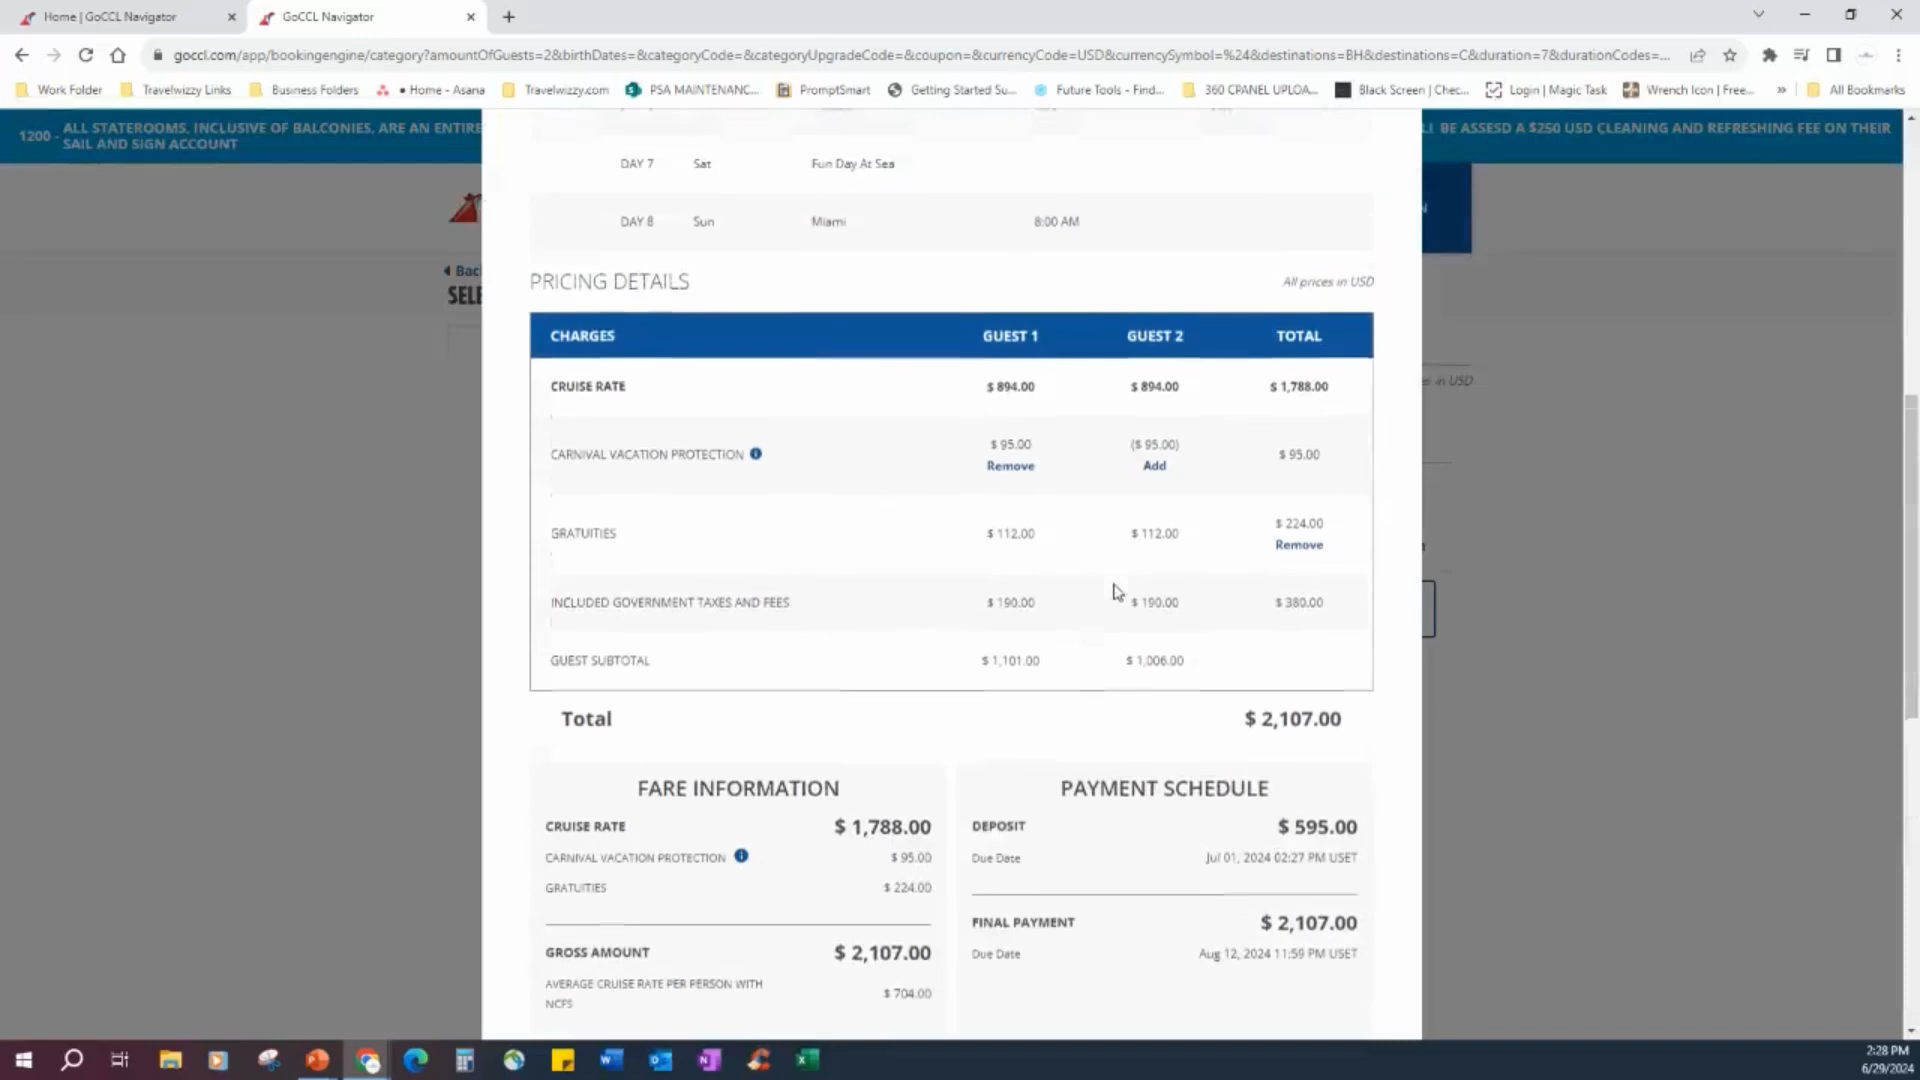 Home | GoCCL Navigator
GoCCL Navigator
goccl.com/app/bookingengine/category?amountOfGuests=2&birthDates=&categoryCode=&categoryUpgradeCode=&coupon=&currencyCode=USD&currencySymbol=%24&destinations=BH&destinations=C&duration=7&durationCodes=...
Work Folder Travelwizzy Links Business Folders • Home - Asana Travelwizzy.com PSA MAINTENANC... PromptSmart Getting Started Su... Future Tools - Find... 360 CPANEL UPLOA... Black Screen | Chec... Login | Magic Task Wrench Icon | Free... » All Bookmarks
1200 - ALL STATEROOMS, INCLUSIVE OF BALCONIES, ARE AN ENTIRE BE ASSESD A $250 USD CLEANING AND REFRESHING FEE ON THEIR
SAIL AND SIGN ACCOUNT
DAY 7 Sat Fun Day At Sea
DAY 8 Sun Miami 8:00 AM
Bac
SELE
PRICING DETAILS All prices in USD
CHARGES GUEST 1 GUEST 2 TOTAL
CRUISE RATE $ 894.00 $ 894.00 $ 1,788.00
in USD
CARNIVAL VACATION PROTECTION $ 95.00 ($ 95.00) $ 95.00
Remove Add
GRATUITIES $ 112.00 $ 112.00 $ 224.00
Remove
INCLUDED GOVERNMENT TAXES AND FEES $ 190.00 $ 190.00 $ 380.00
GUEST SUBTOTAL $ 1,101.00 $ 1,006.00
Total $ 2,107.00
FARE INFORMATION
CRUISE RATE $ 1,788.00
CARNIVAL VACATION PROTECTION $ 95.00
GRATUITIES $ 224.00
GROSS AMOUNT $ 2,107.00
AVERAGE CRUISE RATE PER PERSON WITH
NCFS $ 704.00
PAYMENT SCHEDULE
DEPOSIT $ 595.00
Due Date Jul 01, 2024 02:27 PM USET
FINAL PAYMENT $ 2,107.00
Due Date Aug 12, 2024 11:59 PM USET
2:28 PM
6/29/2024